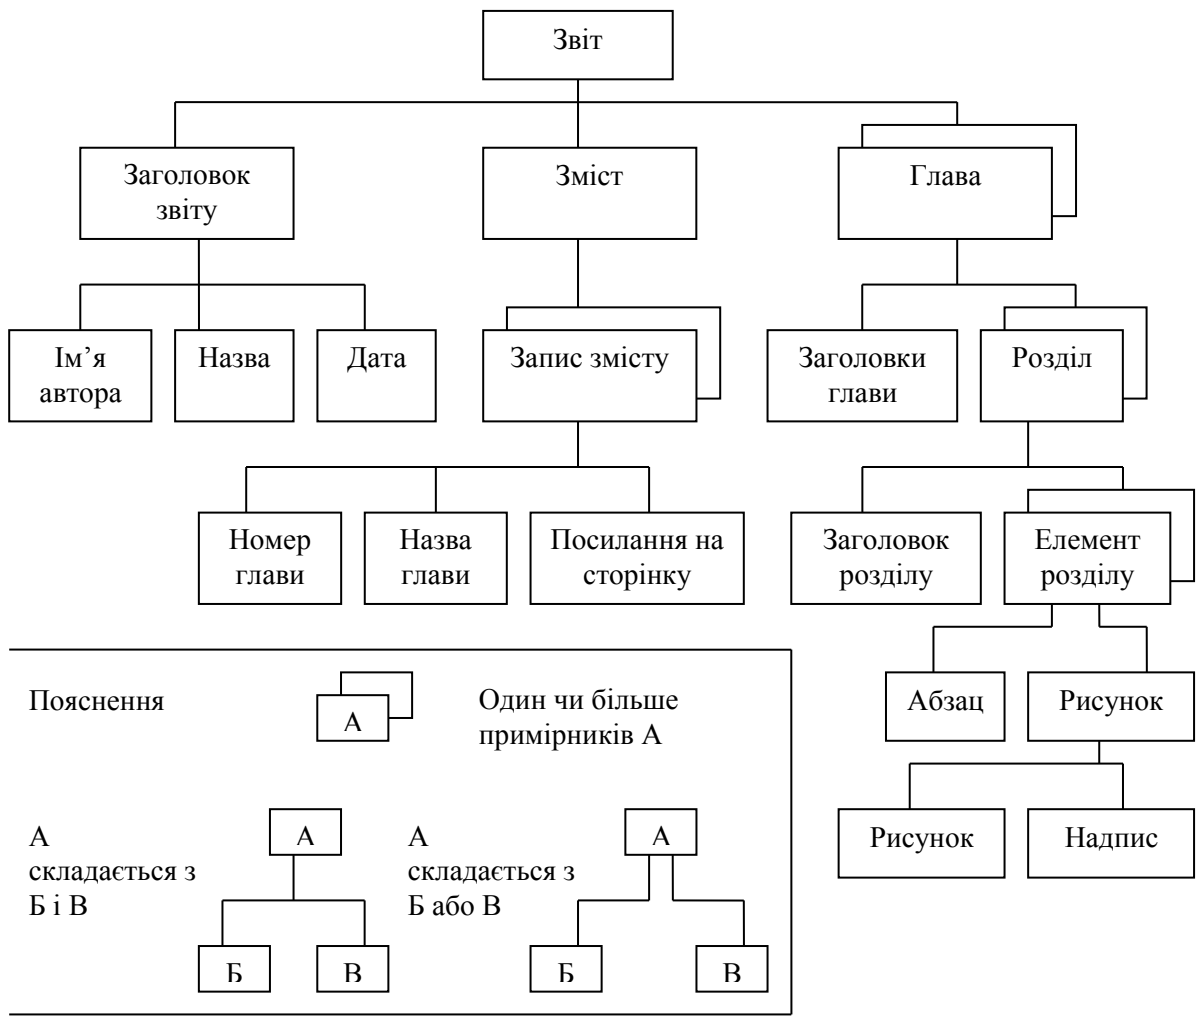 Звіт
Заголовок
звіту
Зміст
Глава
Ім’я
автора
Назва
Дата
Запис змісту
Заголовки
глави
Розділ
Номер
глави
Назва
глави
Посилання на
сторінку
Заголовок
розділу
Елемент
розділу
Абзац
Рисунок
Рисунок
Надпис
Пояснення
А
Один чи більше
примірників А
А
складається з
Б і В
А
Б
В
А
складається з
Б або В
А
Б
В